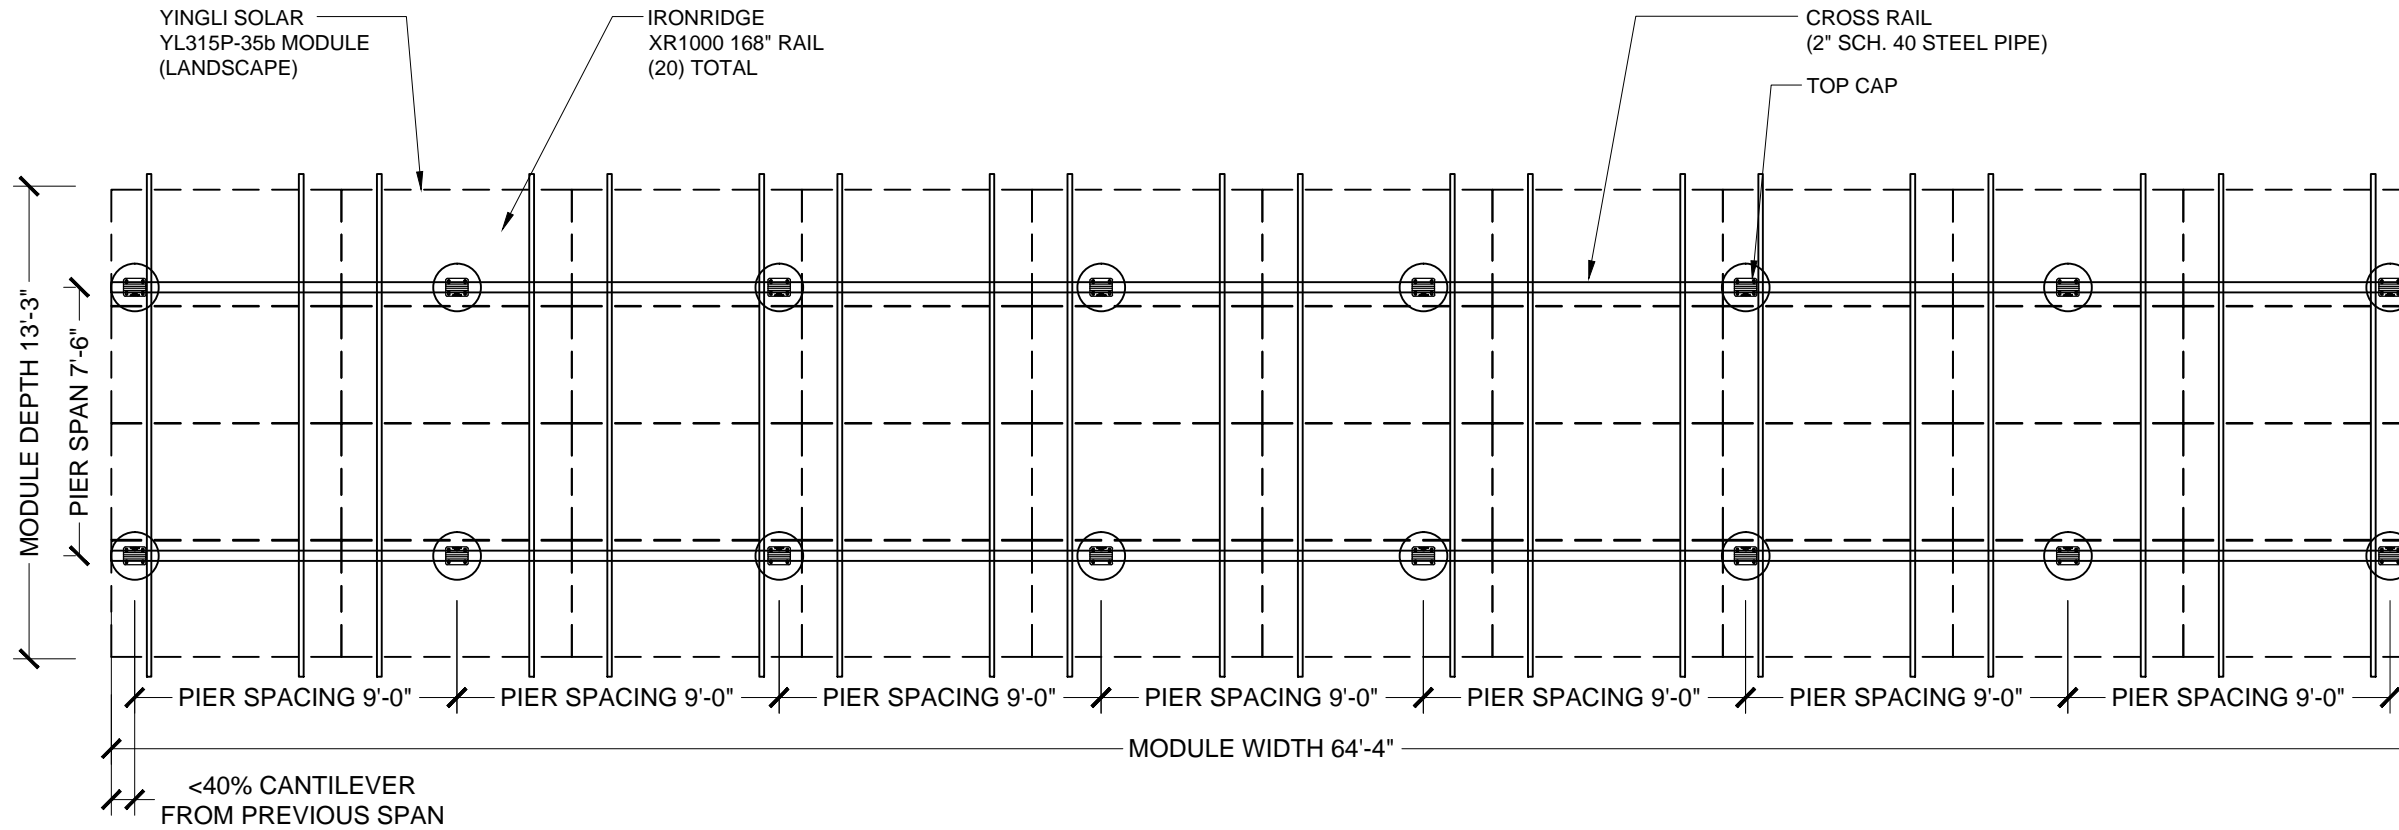 YINGLI SOLAR
YL315P-35b MODULE
(LANDSCAPE)
IRONRIDGE
XR1000 168" RAIL
(20) TOTAL
CROSS RAIL
(2" SCH. 40 STEEL PIPE)
TOP CAP
MODULE DEPTH 13'-3"
PIER SPAN 7'-6"
PIER SPACING 9'-0"
PIER SPACING 9'-0"
PIER SPACING 9'-0"
PIER SPACING 9'-0"
PIER SPACING 9'-0"
PIER SPACING 9'-0"
PIER SPACING 9'-0"
MODULE WIDTH 64'-4"
<40% CANTILEVER
FROM PREVIOUS SPAN